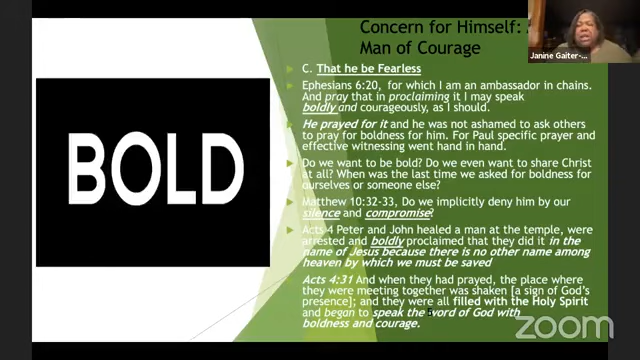 Concern for Himself: A
Man of Courage
Janine Gaiter-
BOLD
C. That he be Fearless
Ephesians 6:20, for which I am an ambassador in chains.
And pray that in proclaiming it I may speak
boldly and courageously, as I should.
He prayed for it and he was not ashamed to ask others
to pray for boldness for him. For Paul specific prayer and
effective witnessing went hand in hand.
Do we want to be bold? Do we even want to share Christ
at all? When was the last time we asked for boldness for
ourselves or someone else?
Matthew 10:32-33, Do we implicitly deny him by our
silence and compromise?
Acts 4 Peter and John healed a man at the temple, were
arrested and boldly proclaimed that they did it in the
name of Jesus because there is no other name among
heaven by which we must be saved
Acts 4:31 And when they had prayed, the place where
they were meeting together was shaken [a sign of God's
presence]; and they were all filled with the Holy Spirit
and began to speak the word of God with
boldness and courage.
zoom